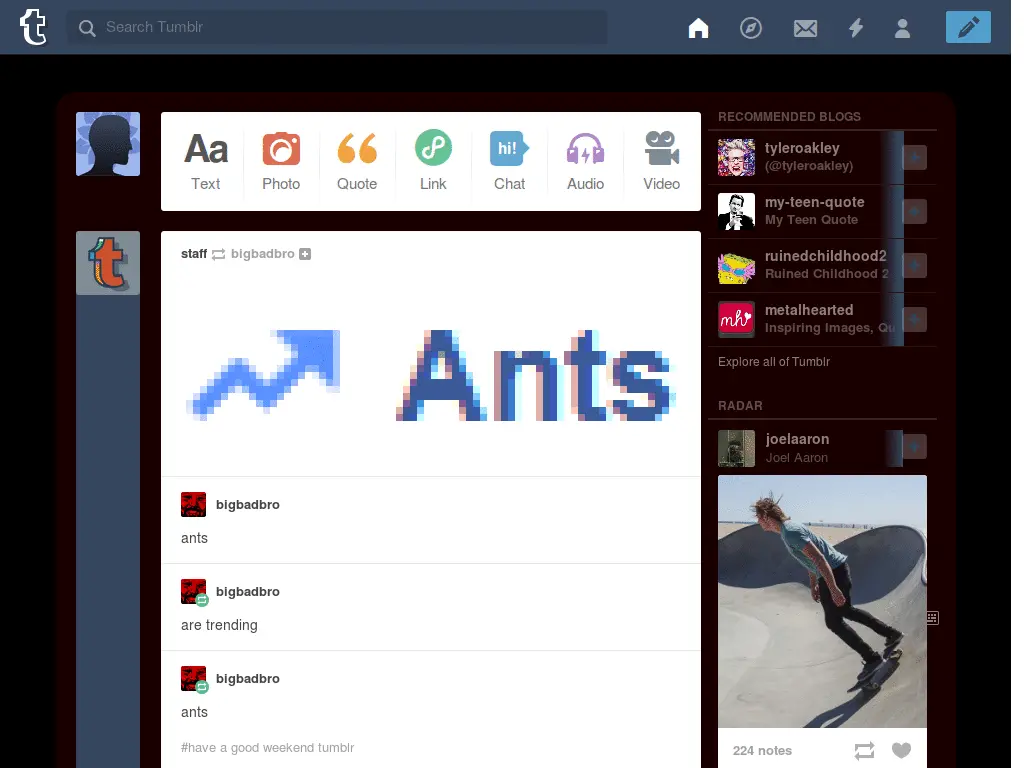 Search Tumblr
Aa
hi!
Text Photo Quote Link Chat Audio Video
staff bigbadbro
Ants
bigbadbro
ants
bigbadbro
are trending
bigbadbro
ants
#have a good weekend tumblr
RECOMMENDED BLOGS
tyleroakley
(@tyleroakley)
my-teen-quote
My Teen Quote
ruinedchildhood2
Ruined Childhood 2
mh
metalhearted
Inspiring Images, Qu
Explore all of Tumblr
RADAR
joelaaron
Joel Aaron
224 notes